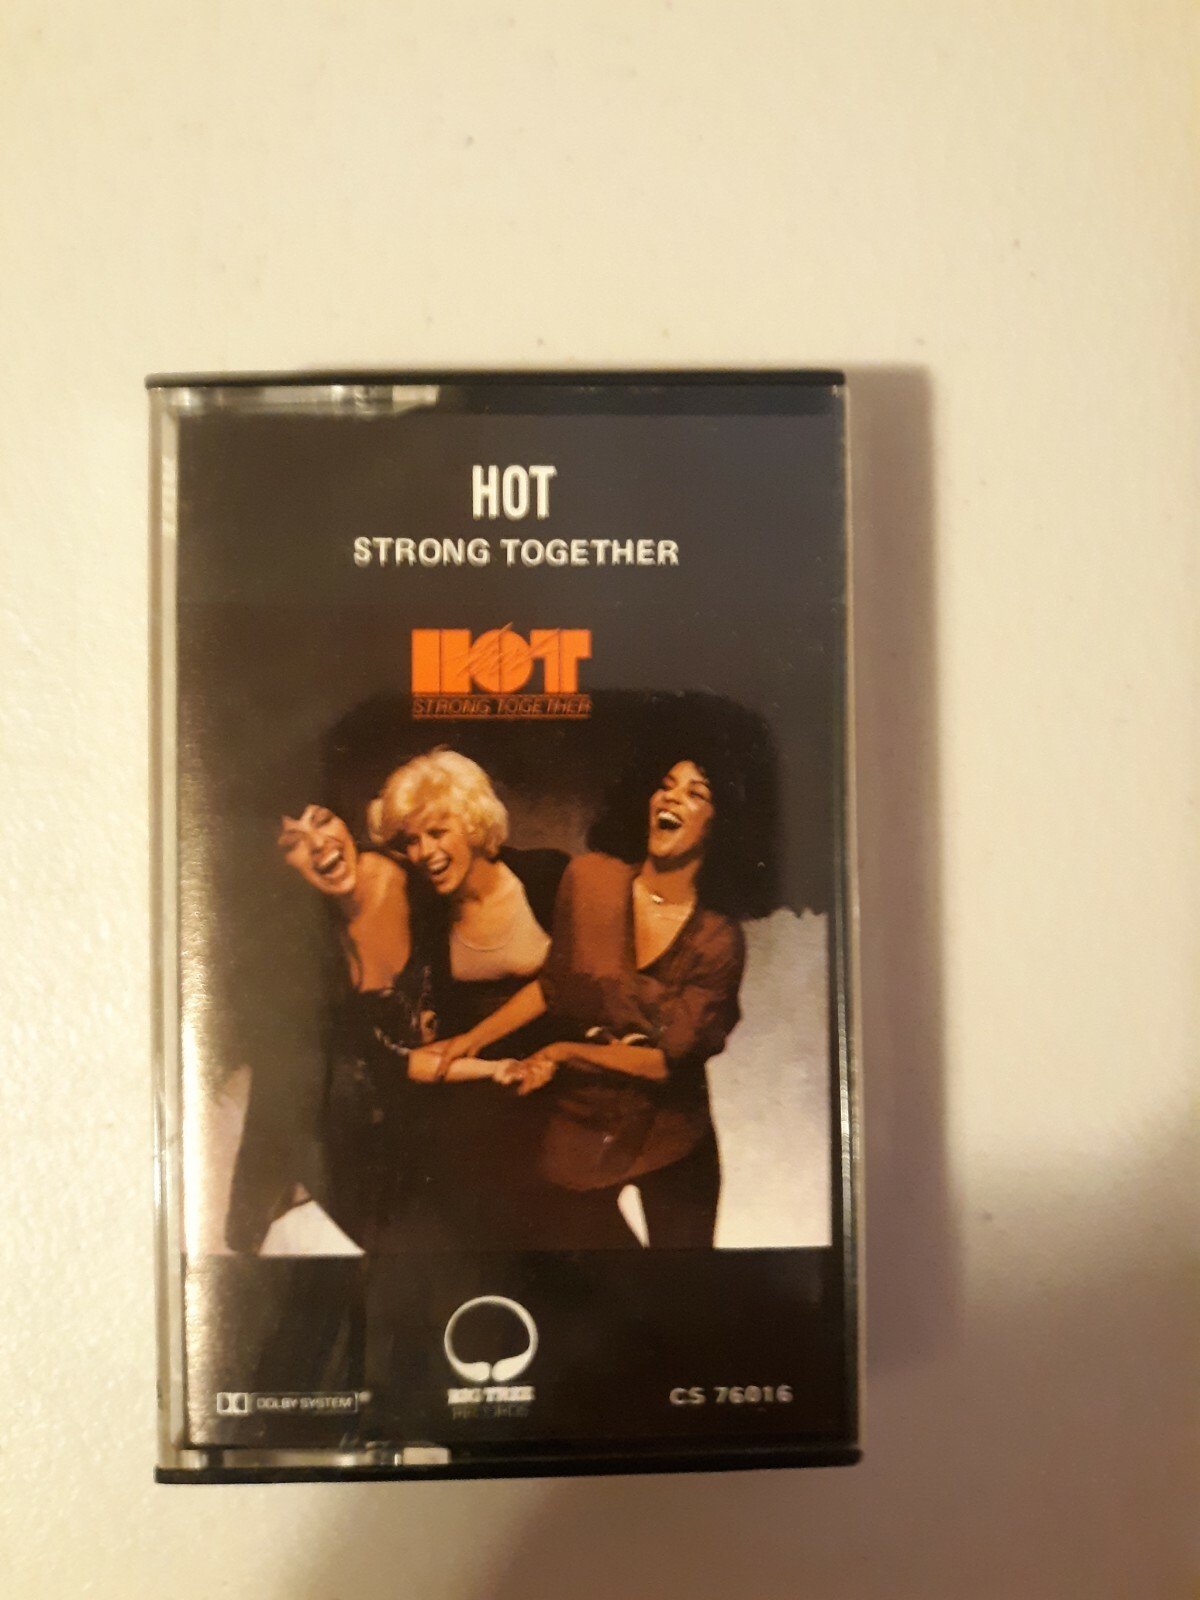 HOT
STRONG TOGETHER
HOT
STRONG TOGETHER
BIG TREE
RECORDS
DOLBY SYSTEM®
CS 76016